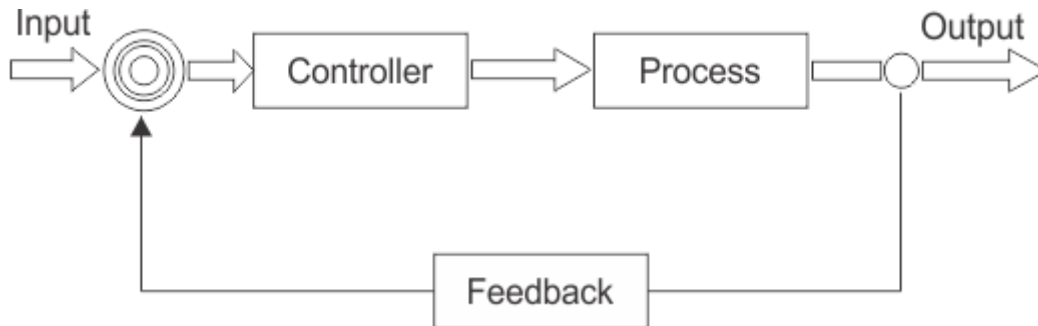 Input
Output
Controller
Process
Feedback